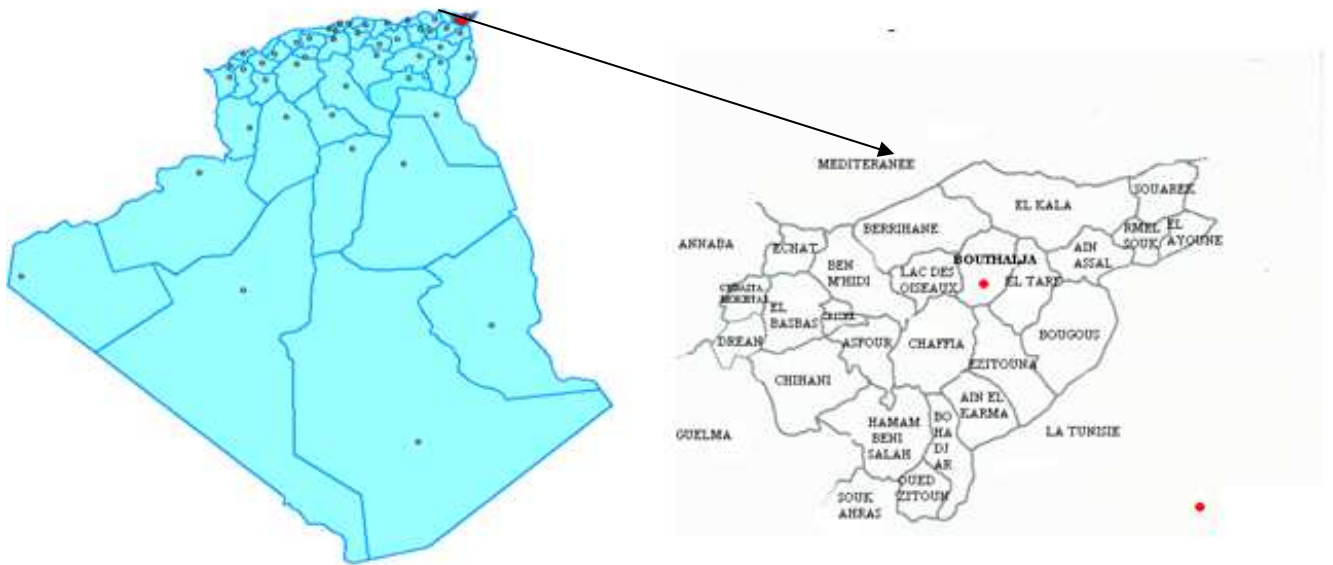 MEDITERANEE
SOUAREK
EL KALA
BERRIHANE
RMEL
SOUK
EL
AYOUNE
ANNABA
ECHAT
AIN
ASSAL
BOUTHALJA
BEN
M'HIDI
LAC DES
OISEAUX
EL TARF
EL
BASBAS
BOUGOUS
DREAN
ASFOUR
CHAFFIA
EZITOUNA
CHIHANI
AIN EL
KARMA
HAMAM
BENI
SALAH
BO
HA
DJ
AR
GUELMA
LA TUNISIE
OUED
ZITOUN
SOUK
AHRAS